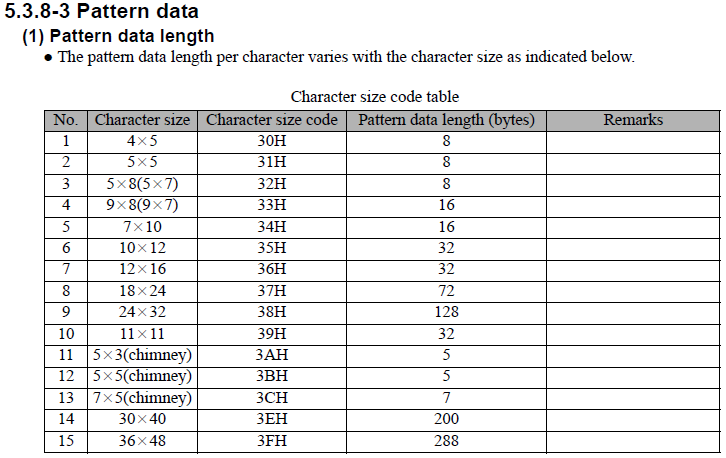 5.3.8-3 Pattern data
(1) Pattern data length
● The pattern data length per character varies with the character size as indicated below.
Character size code table
No. Character size Character size code Pattern data length (bytes) Remarks
1 4×5 30H 8
2 5×5 31H 8
3 5×8(5×7) 32H 8
4 9×8(9×7) 33H 16
5 7×10 34H 16
6 10×12 35H 32
7 12×16 36H 32
8 18×24 37H 72
9 24×32 38H 128
10 11×11 39H 32
11 5×3(chimney) 3AH 5
12 5×5(chimney) 3BH 5
13 7×5(chimney) 3CH 7
14 30×40 3EH 200
15 36×48 3FH 288